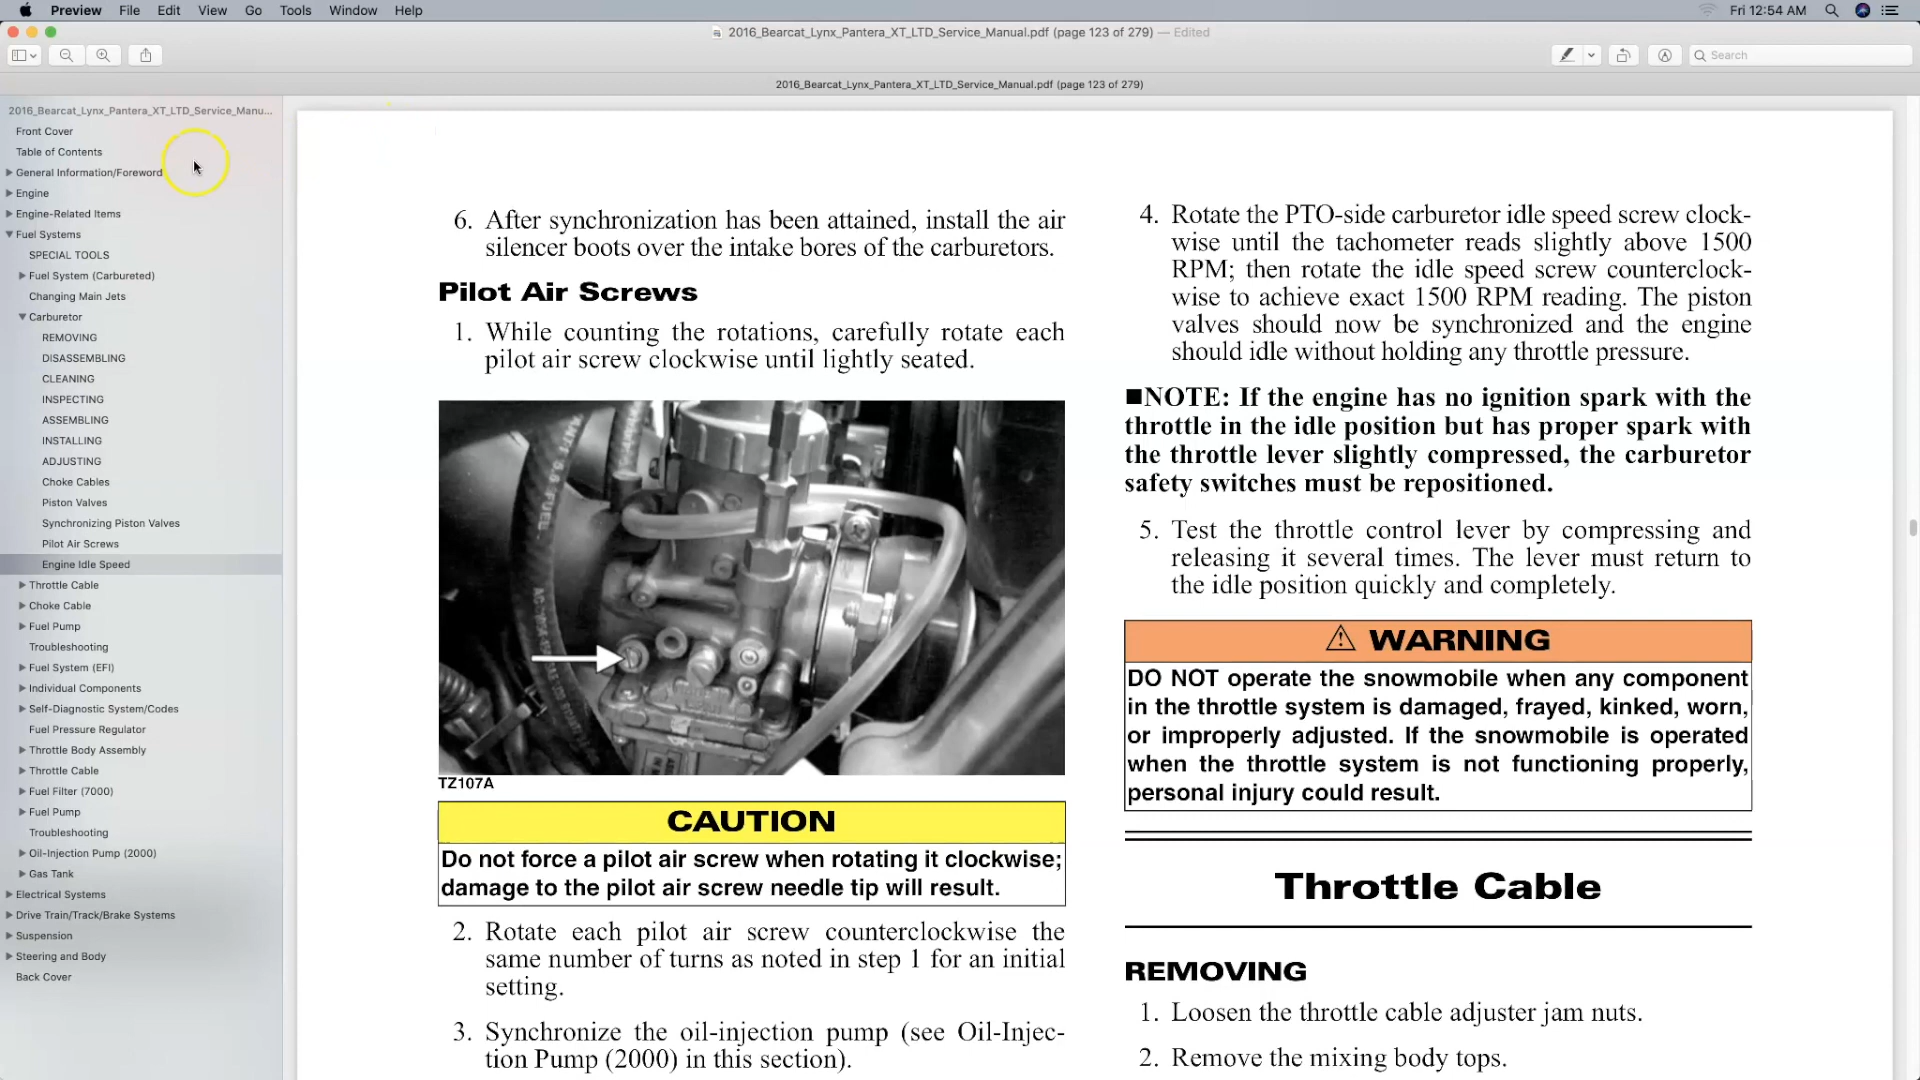 Preview File Edit View Go Tools Window Help Fri 12:54 AM
2016_Bearcat_Lynx_Pantera_XT_LTD_Service_Manual.pdf (page 123 of 279) — Edited
Search
2016_Bearcat_Lynx_Pantera_XT_LTD_Service_Manual.pdf (page 123 of 279)
2016_Bearcat_Lynx_Pantera_XT_LTD_Service_Manu...
Front Cover
Table of Contents
General Information/Foreword
Engine
Engine-Related Items
Fuel Systems
SPECIAL TOOLS
Fuel System (Carbureted)
Changing Main Jets
Carburetor
REMOVING
DISASSEMBLING
CLEANING
INSPECTING
ASSEMBLING
INSTALLING
ADJUSTING
Choke Cables
Piston Valves
Synchronizing Piston Valves
Pilot Air Screws
Engine Idle Speed
Throttle Cable
Choke Cable
Fuel Pump
Troubleshooting
Fuel System (EFI)
Individual Components
Self-Diagnostic System/Codes
Fuel Pressure Regulator
Throttle Body Assembly
Throttle Cable
Fuel Filter (7000)
Fuel Pump
Troubleshooting
Oil-Injection Pump (2000)
Gas Tank
Electrical Systems
Drive Train/Track/Brake Systems
Suspension
Steering and Body
Back Cover
6. After synchronization has been attained, install the air
silencer boots over the intake bores of the carburetors.
Pilot Air Screws
1. While counting the rotations, carefully rotate each
pilot air screw clockwise until lightly seated.
TZ107A
CAUTION
Do not force a pilot air screw when rotating it clockwise;
damage to the pilot air screw needle tip will result.
2. Rotate each pilot air screw counterclockwise the
same number of turns as noted in step 1 for an initial
setting.
3. Synchronize the oil-injection pump (see Oil-Injec-
tion Pump (2000) in this section).
4. Rotate the PTO-side carburetor idle speed screw clock-
wise until the tachometer reads slightly above 1500
RPM; then rotate the idle speed screw counterclock-
wise to achieve exact 1500 RPM reading. The piston
valves should now be synchronized and the engine
should idle without holding any throttle pressure.
■NOTE: If the engine has no ignition spark with the
throttle in the idle position but has proper spark with
the throttle lever slightly compressed, the carburetor
safety switches must be repositioned.
5. Test the throttle control lever by compressing and
releasing it several times. The lever must return to
the idle position quickly and completely.
⚠ WARNING
DO NOT operate the snowmobile when any component
in the throttle system is damaged, frayed, kinked, worn,
or improperly adjusted. If the snowmobile is operated
when the throttle system is not functioning properly,
personal injury could result.
Throttle Cable
REMOVING
1. Loosen the throttle cable adjuster jam nuts.
2. Remove the mixing body tops.